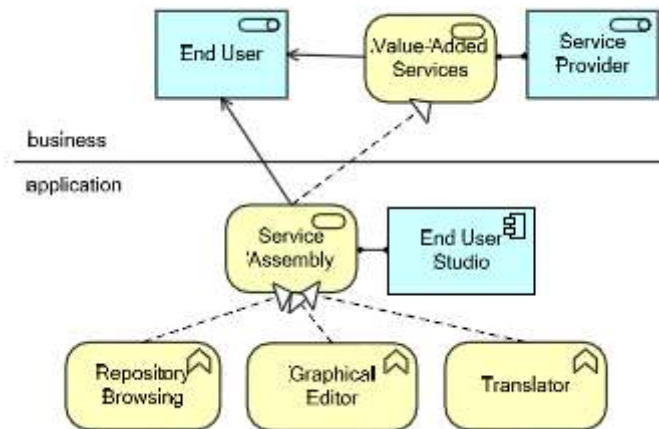 End User
Value-Added
Services
Service
Provider
business
application
Service
Assembly
End User
Studio
Repository
Browsing
Graphical
Editor
Translator